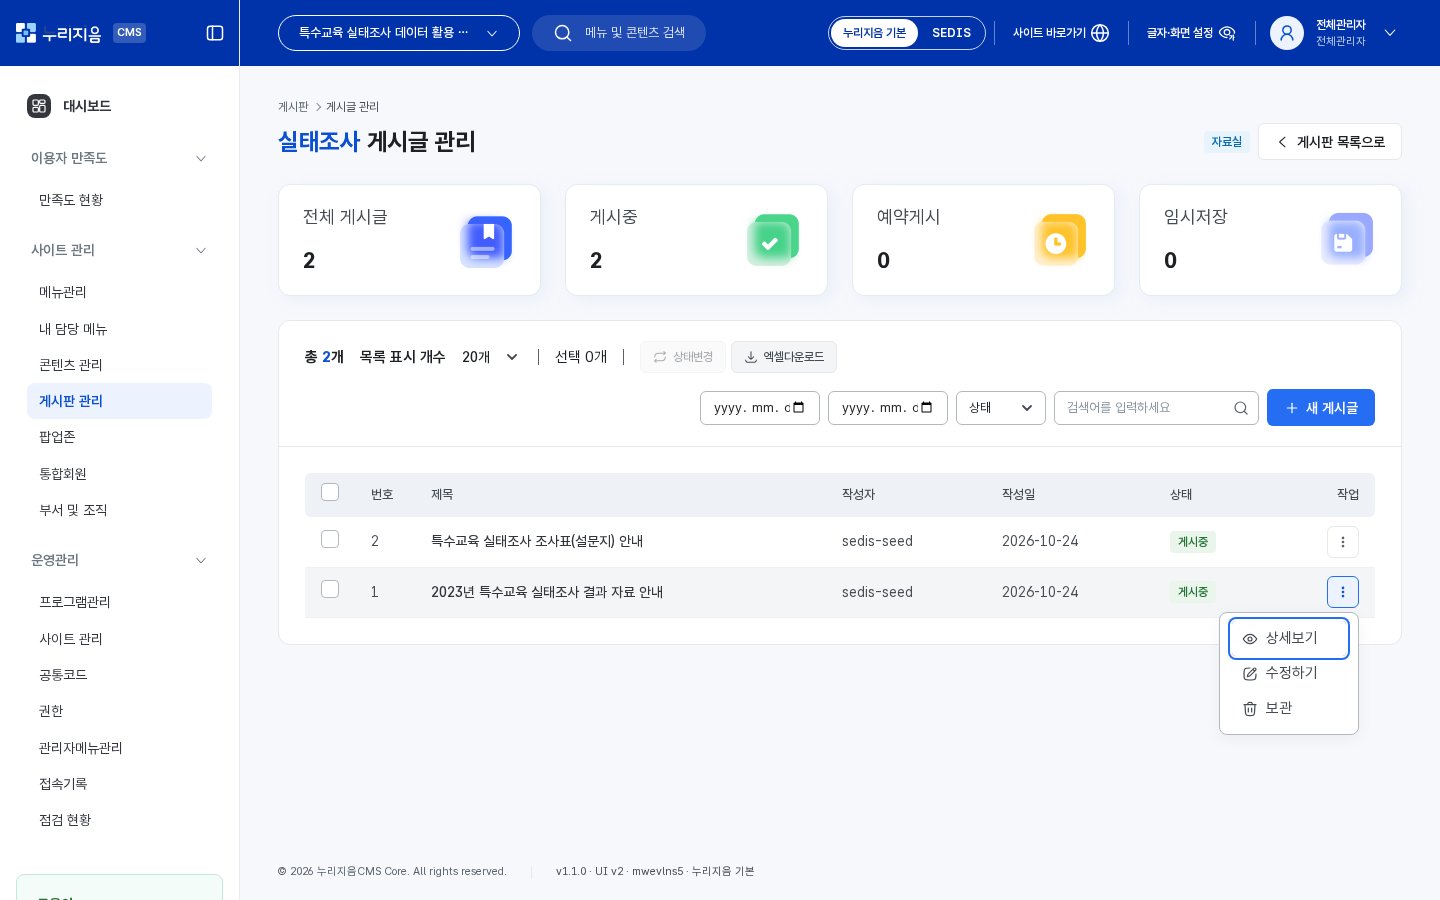 누리지음 CMS
특수교육 실태조사 데이터 활용 ···
메뉴 및 콘텐츠 검색
누리지음 기본
SEDIS
사이트 바로가기
글자·화면 설정
전체관리자
전체관리자
대시보드
이용자 만족도
만족도 현황
사이트 관리
메뉴관리
내 담당 메뉴
콘텐츠 관리
게시판 관리
팝업존
통합회원
부서 및 조직
운영관리
프로그램관리
사이트 관리
공통코드
권한
관리자메뉴관리
접속기록
점검 현황
게시판 > 게시글 관리
실태조사 게시글 관리
자료실
게시판 목록으로
전체 게시글
2
게시중
2
예약게시
0
임시저장
0
총 2개 목록 표시 개수 20개
선택 0개
상태변경
엑셀다운로드
yyyy. mm. d
yyyy. mm. d
상태
검색어를 입력하세요
새 게시글
번호 제목 작성자 작성일 상태 작업
2 특수교육 실태조사 조사표(설문지) 안내 sedis-seed 2026-10-24 게시중
1 2023년 특수교육 실태조사 결과 자료 안내 sedis-seed 2026-10-24 게시중
상세보기
수정하기
보관
© 2026 누리지음CMS Core. All rights reserved.
v1.1.0 · UI v2 · mwevlns5 · 누리지음 기본